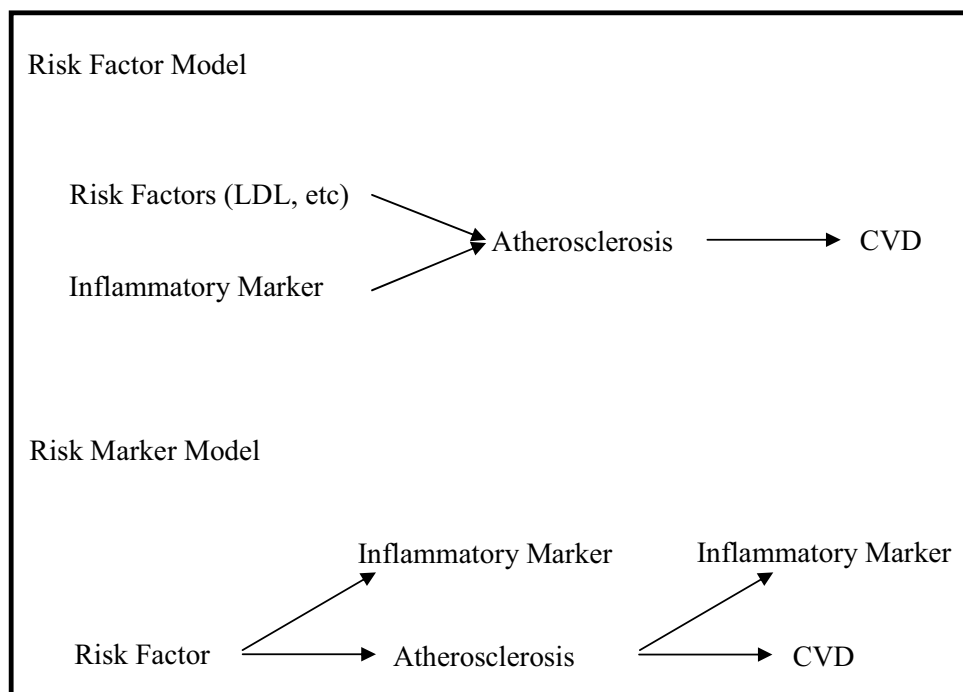 Risk Factor Model
Risk Factors (LDL, etc)
Atherosclerosis
CVD
Inflammatory Marker
Risk Marker Model
Inflammatory Marker
Inflammatory Marker
Risk Factor
Atherosclerosis
CVD